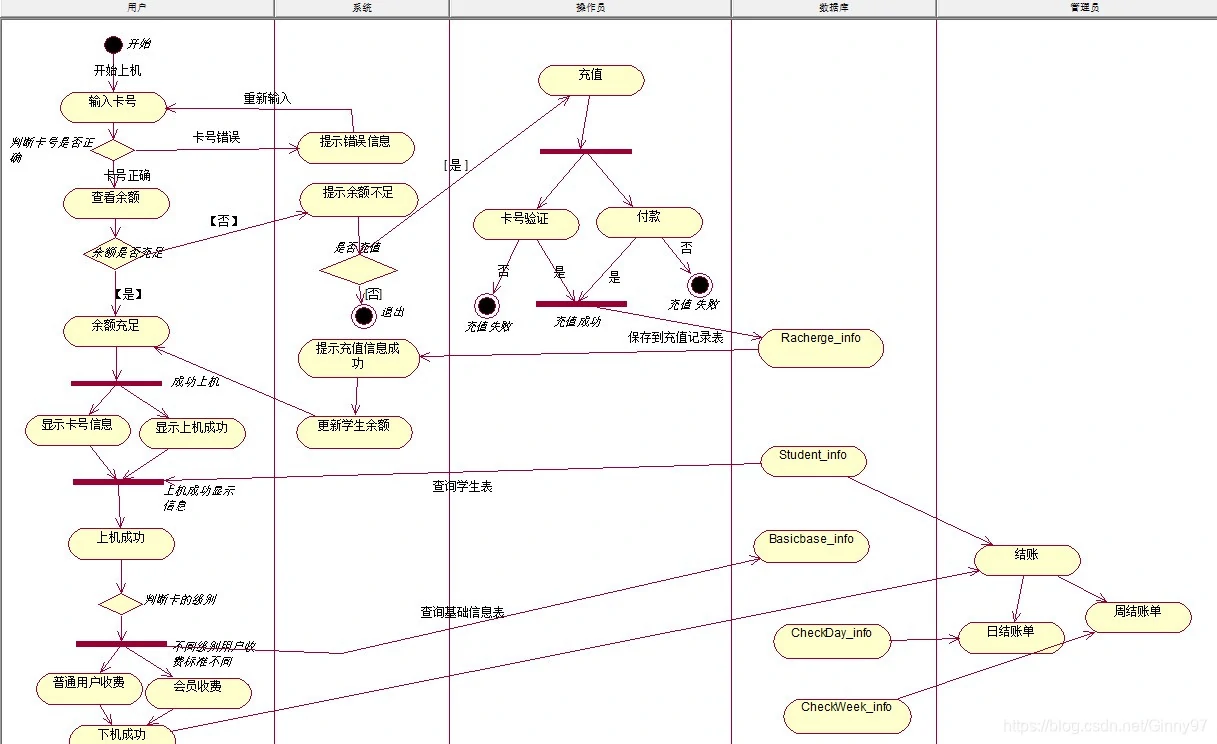 用户 系统 操作员 数据库 管理员
开始
开始上机
充值
输入卡号
重新输入
判断卡号是否正
确
卡号错误
提示错误信息
[是]
卡号正确
查看余额
提示余额不足
【否】
卡号验证
付款
余额是否充足
是否充值
否
否
是
是
【是】
[否]
退出
充值失败
充值失败
充值成功
余额充足
保存到充值记录表
Racherge_info
提示充值信息成
功
成功上机
显示卡号信息
显示上机成功
更新学生余额
Student_info
查询学生表
上机成功显示
信息
上机成功
Basicbase_info
结账
判断卡的级别
查询基础信息表
周结账单
CheckDay_info
日结账单
不同级别用户收
费标准不同
普通用户收费
会员收费
CheckWeek_info
下机成功
https://blog.csdn.net/Ginny97